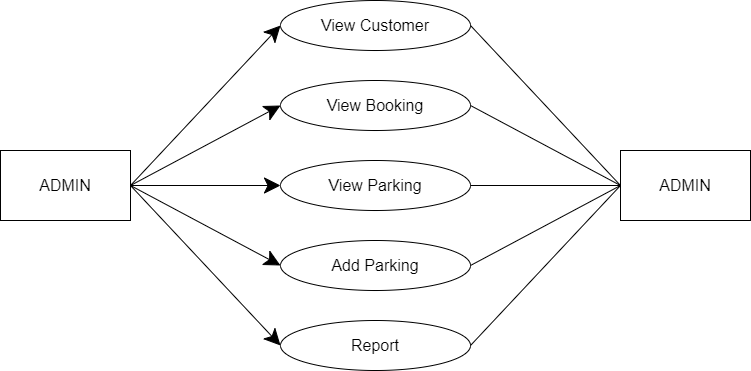 View Customer
View Booking
ADMIN
View Parking
ADMIN
Add Parking
Report